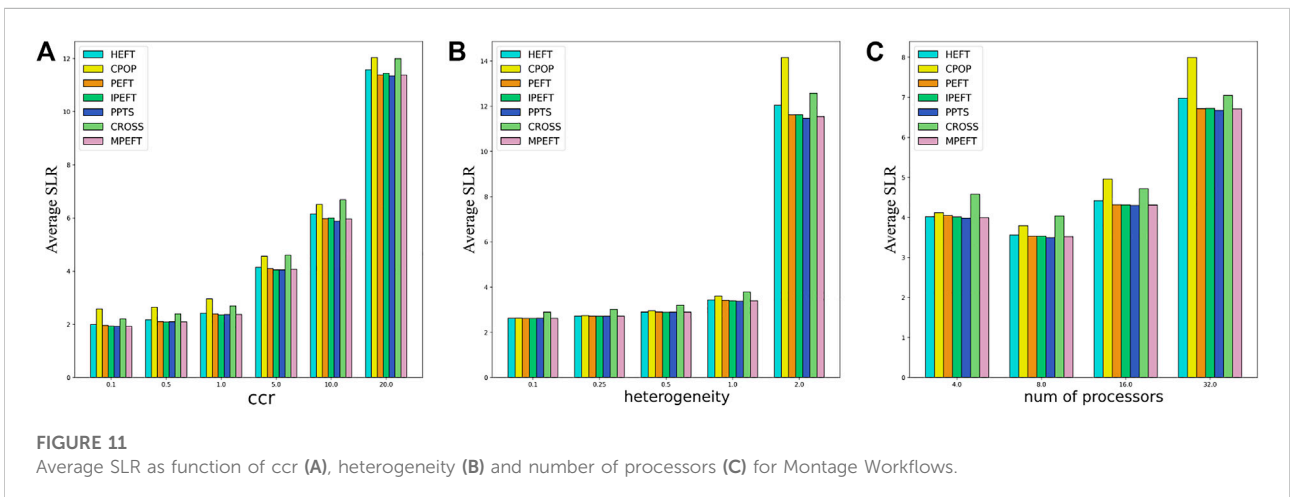 A
HEFT
CPOP
PEFT
IPEFT
PPTS
CROSS
MPEFT
Average SLR
12
10
8
6
4
2
0
0.1 0.5 1.0 5.0 10.0 20.0
ccr
B
HEFT
CPOP
PEFT
IPEFT
PPTS
CROSS
MPEFT
Average SLR
14
12
10
8
6
4
2
0
0.1 0.25 0.5 1.0 2.0
heterogeneity
C
HEFT
CPOP
PEFT
IPEFT
PPTS
CROSS
MPEFT
Average SLR
8
7
6
5
4
3
2
1
0
4.0 8.0 16.0 32.0
num of processors
FIGURE 11
Average SLR as function of ccr (A), heterogeneity (B) and number of processors (C) for Montage Workflows.